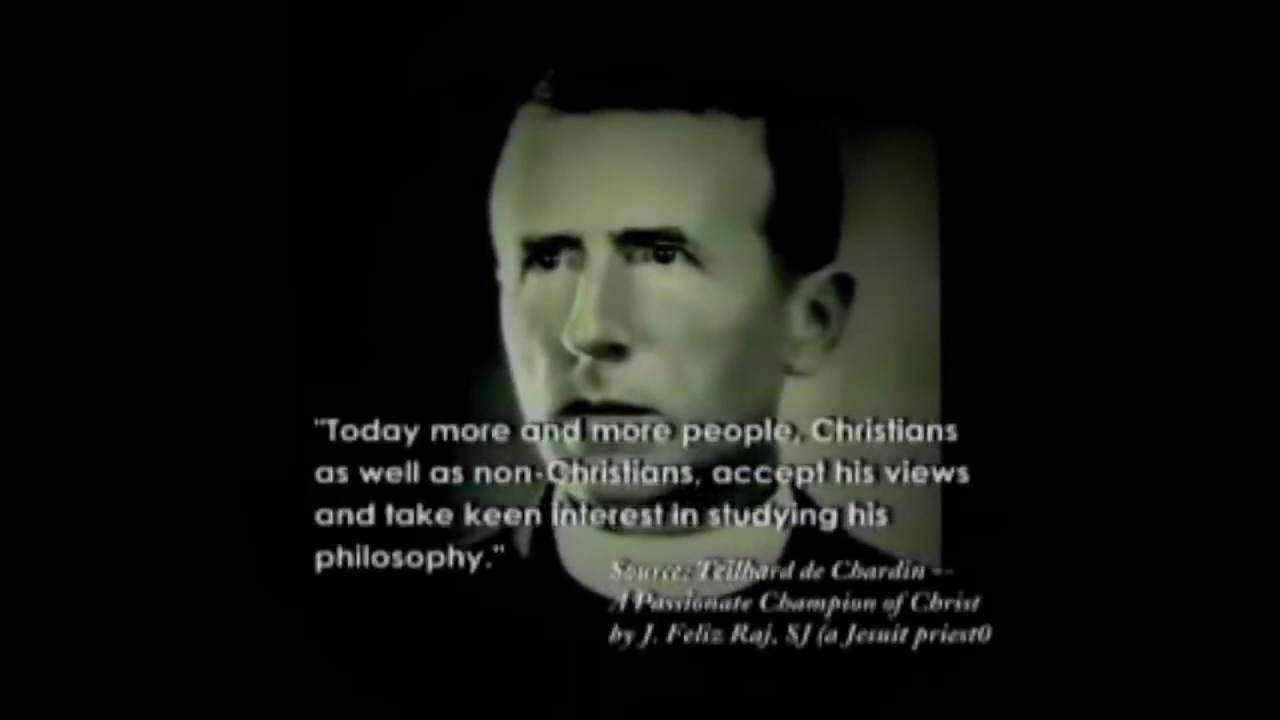 "Today more and more people, Christians
as well as non-Christians, accept his views
and take keen interest in studying his
philosophy."
Source: Teilhard de Chardin --
A Passionate Champion of Christ
by J. Feliz Raj, SJ (a Jesuit priest0